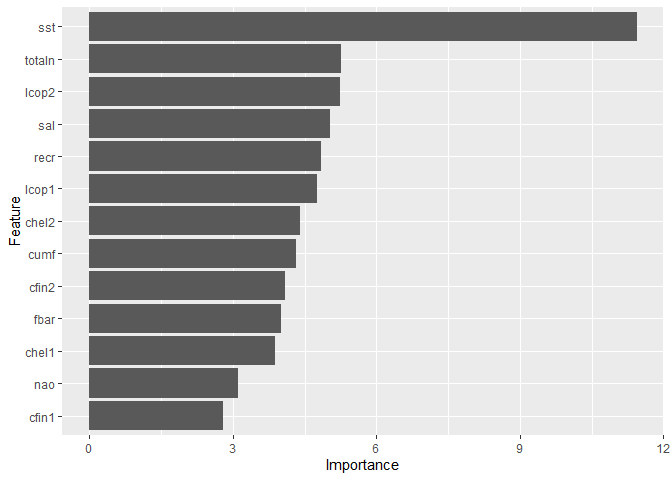 sst
totaln
lcop2
sal
recr
lcop1
chel2
cumf
cfin2
fbar
chel1
nao
cfin1
Feature
0 3 6 9 12
Importance